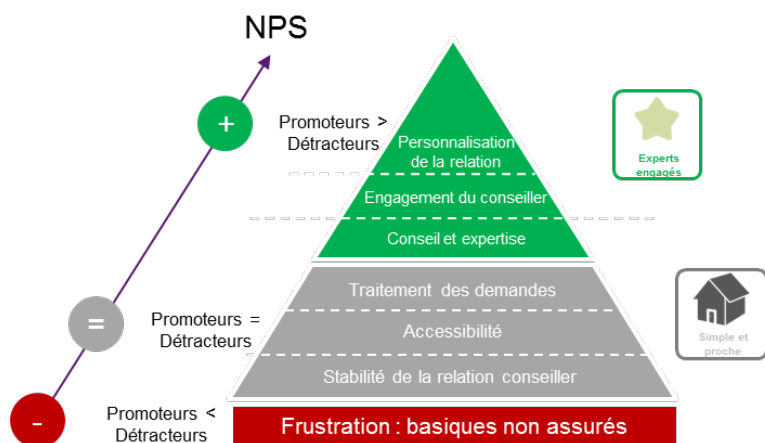 NPS
+
Promoteurs >
Détracteurs
Personnalisation
de la relation
Engagement du conseiller
Conseil et expertise
Experts
engagés
=
Promoteurs =
Détracteurs
Traitement des demandes
Accessibilité
Stabilité de la relation conseiller
Simple et
proche
-
Promoteurs <
Détracteurs
Frustration : basiques non assurés